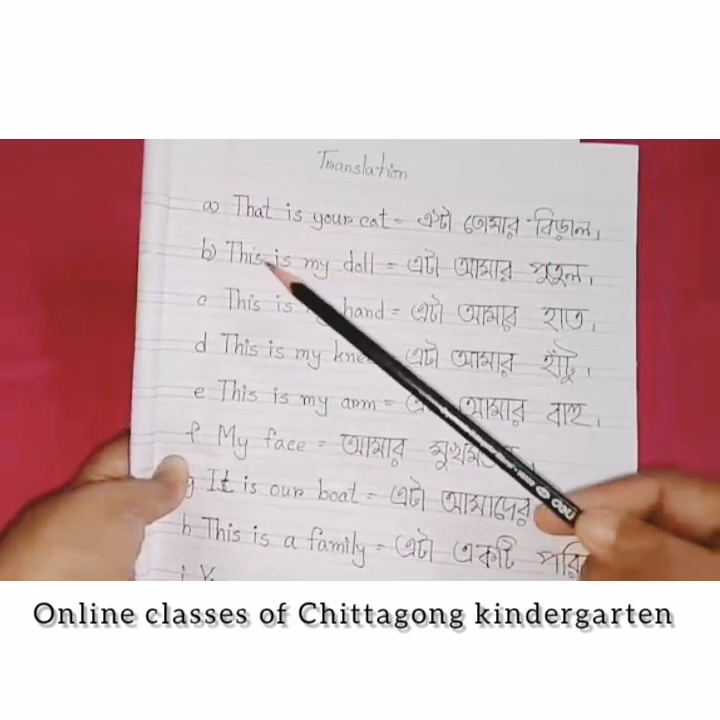 Translation
a) That is your cat = ঐটা তোমার বিড়াল।
b) This is my doll = এটা আমার পুতুল।
c This is hand = এটা আমার হাত।
d This is my এটা আমার হাঁটু।
e This is my arm = আমার বাহু।
f My face = আমার
g It is our boat = এটা আমাদের
h This is a family = এটা একটি
i
Online classes of Chittagong kindergarten